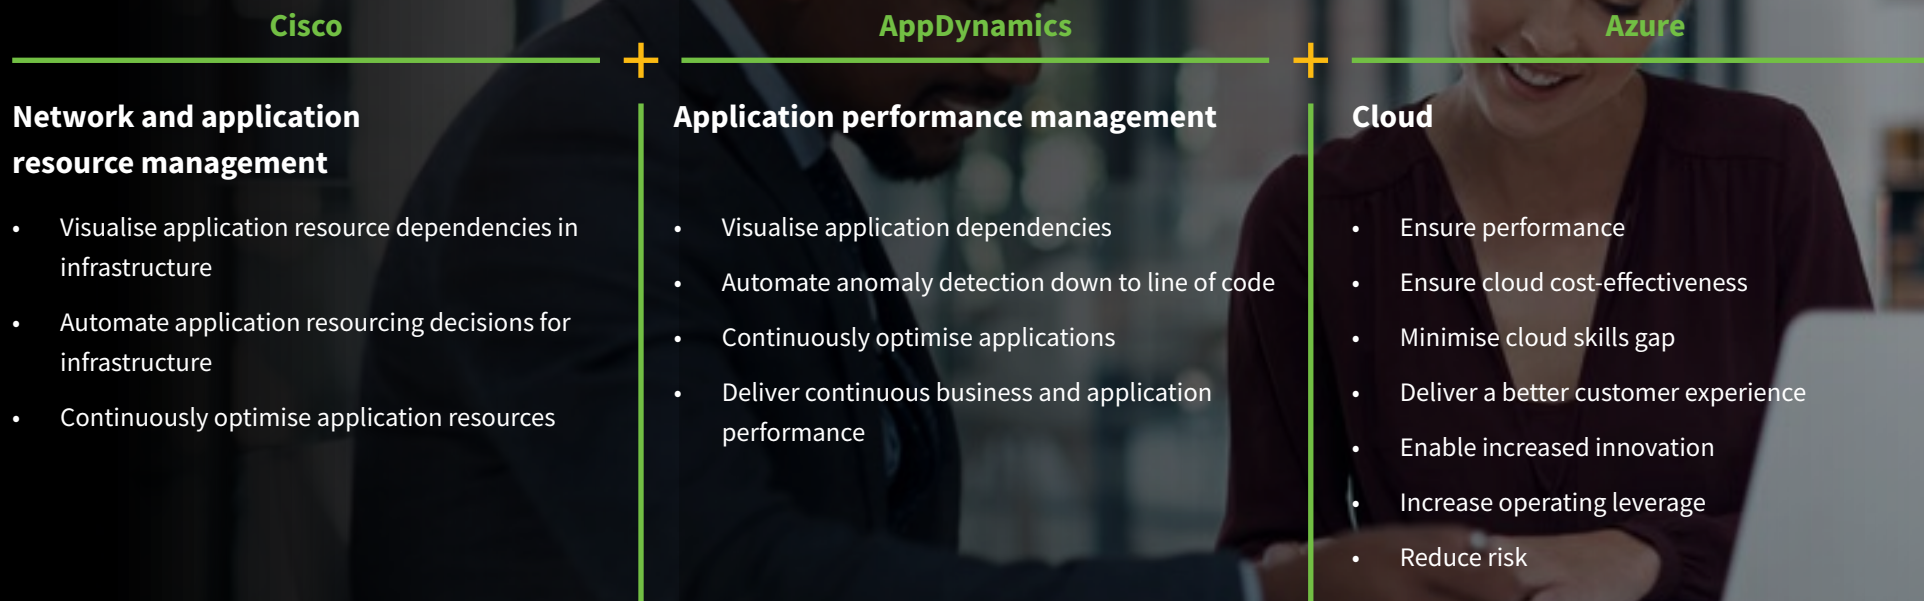 Cisco
Network and application
resource management
• Visualise application resource dependencies in
infrastructure
• Automate application resourcing decisions for
infrastructure
• Continuously optimise application resources
AppDynamics
Application performance management
• Visualise application dependencies
• Automate anomaly detection down to line of code
• Continuously optimise applications
• Deliver continuous business and application
performance
Azure
Cloud
• Ensure performance
• Ensure cloud cost-effectiveness
• Minimise cloud skills gap
• Deliver a better customer experience
• Enable increased innovation
• Increase operating leverage
• Reduce risk